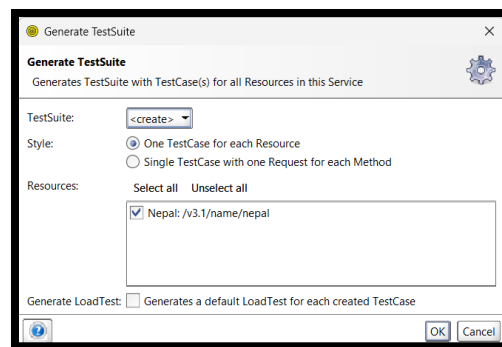 Generate TestSuite
Generate TestSuite
Generates TestSuite with TestCase(s) for all Resources in this Service
TestSuite: <create>
Style: One TestCase for each Resource
Single TestCase with one Request for each Method
Resources: Select all Unselect all
Nepal: /v3.1/name/nepal
Generate LoadTest: Generates a default LoadTest for each created TestCase
OK Cancel